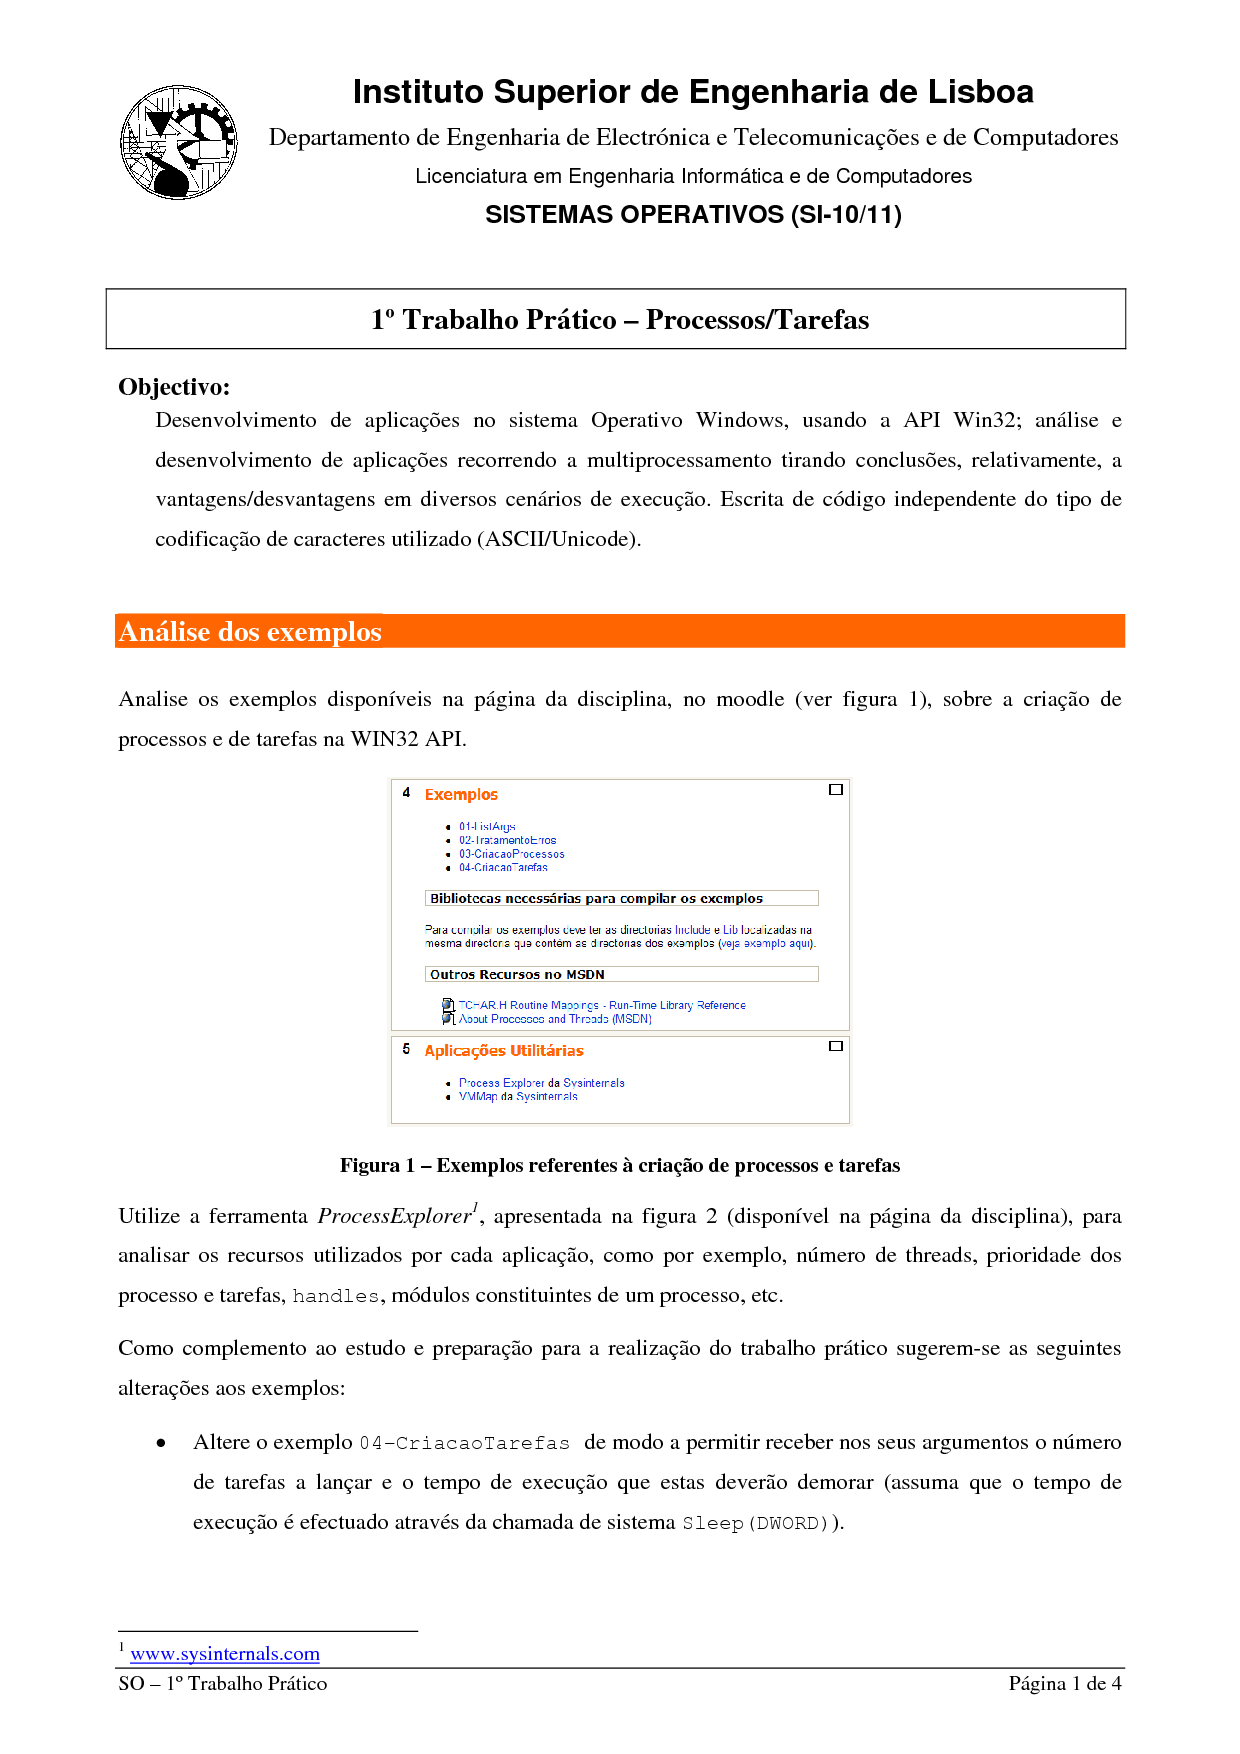 Instituto Superior de Engenharia de Lisboa
Departamento de Engenharia de Electrónica e Telecomunicações e de Computadores
Licenciatura em Engenharia Informática e de Computadores
SISTEMAS OPERATIVOS (SI-10/11)
1º Trabalho Prático – Processos/Tarefas
Objectivo:
Desenvolvimento de aplicações no sistema Operativo Windows, usando a API Win32; análise e
desenvolvimento de aplicações recorrendo a multiprocessamento tirando conclusões, relativamente, a
vantagens/desvantagens em diversos cenários de execução. Escrita de código independente do tipo de
codificação de caracteres utilizado (ASCII/Unicode).
Análise dos exemplos
Analise os exemplos disponíveis na página da disciplina, no moodle (ver figura 1), sobre a criação de
processos e de tarefas na WIN32 API.
4 Exemplos
• 01-ListArgs
• 02-TratamentoErros
• 03-CriacaoProcessos
• 04-CriacaoTarefas
Bibliotecas necessárias para compilar os exemplos
Para compilar os exemplos deve ter as directorias Include e Lib localizadas na
mesma directoria que contém as directorias dos exemplos (veja exemplo aqui).
Outros Recursos no MSDN
TCHAR.H Routine Mappings - Run-Time Library Reference
About Processes and Threads (MSDN)
5 Aplicações Utilitárias
• Process Explorer da Sysinternals
• VMMap da Sysinternals
Figura 1 – Exemplos referentes à criação de processos e tarefas
Utilize a ferramenta ProcessExplorer1, apresentada na figura 2 (disponível na página da disciplina), para
analisar os recursos utilizados por cada aplicação, como por exemplo, número de threads, prioridade dos
processo e tarefas, handles, módulos constituintes de um processo, etc.
Como complemento ao estudo e preparação para a realização do trabalho prático sugerem-se as seguintes
alterações aos exemplos:
• Altere o exemplo 04-CriacaoTarefas de modo a permitir receber nos seus argumentos o número
de tarefas a lançar e o tempo de execução que estas deverão demorar (assuma que o tempo de
execução é efectuado através da chamada de sistema Sleep(DWORD)).
1 www.sysinternals.com
SO – 1º Trabalho Prático Página 1 de 4